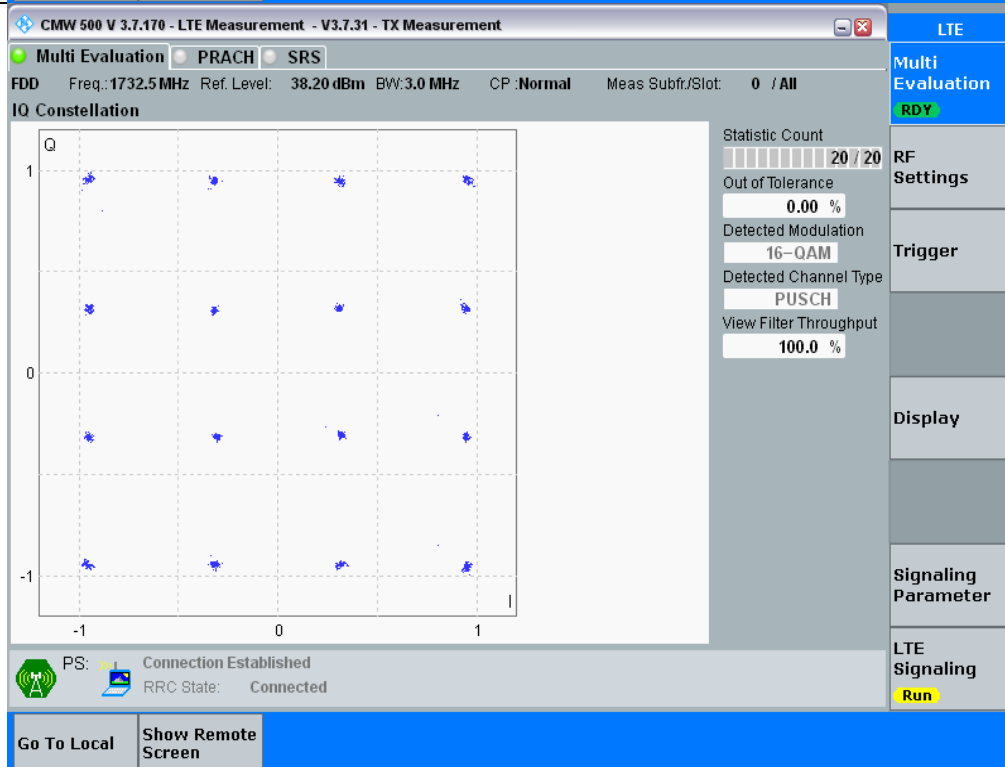 CMW 500 V 3.7.170 - LTE Measurement - V3.7.31 - TX Measurement
LTE
Multi Evaluation PRACH SRS
FDD Freq.:1732.5 MHz Ref. Level: 38.20 dBm BW:3.0 MHz CP :Normal Meas Subfr./Slot: 0 / All
IQ Constellation
Q
1
0
-1
-1 0 1
I
Statistic Count
20 / 20
Out of Tolerance
0.00 %
Detected Modulation
16-QAM
Detected Channel Type
PUSCH
View Filter Throughput
100.0 %
Multi
Evaluation
RDY
RF
Settings
Trigger
Display
Signaling
Parameter
LTE
Signaling
Run
PS: Connection Established
RRC State: Connected
Go To Local
Show Remote
Screen